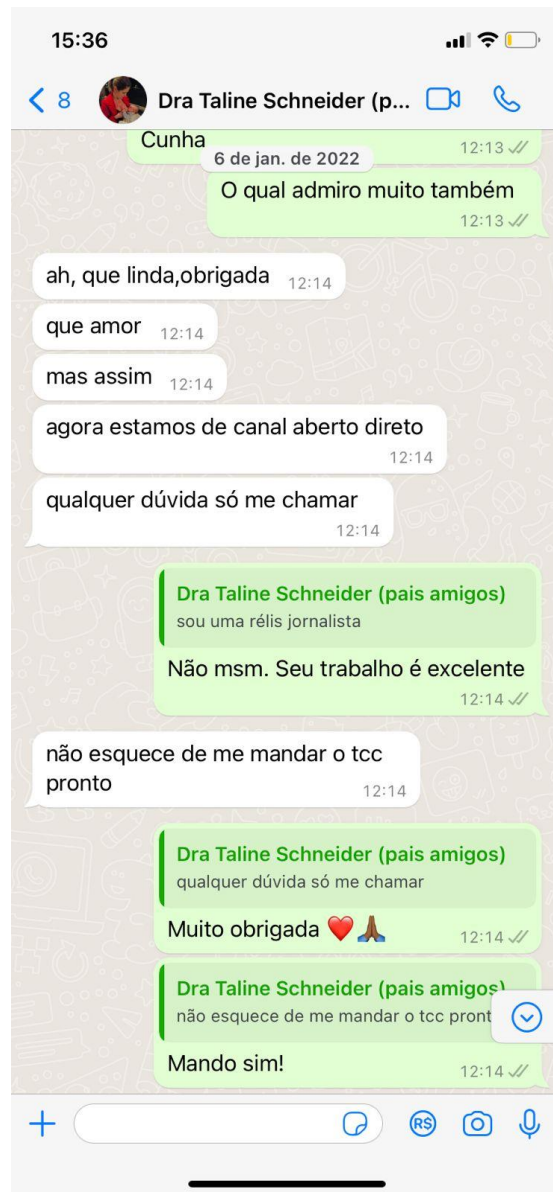 15:36
8 Dra Taline Schneider (p...
Cunha 12:13
6 de jan. de 2022
O qual admiro muito também
12:13
ah, que linda,obrigada 12:14
que amor 12:14
mas assim 12:14
agora estamos de canal aberto direto
12:14
qualquer dúvida só me chamar
12:14
Dra Taline Schneider (pais amigos)
sou uma rélis jornalista
Não msm. Seu trabalho é excelente
12:14
não esquece de me mandar o tcc
pronto 12:14
Dra Taline Schneider (pais amigos)
qualquer dúvida só me chamar
Muito obrigada ❤️🙏🏾 12:14
Dra Taline Schneider (pais amigos)
não esquece de me mandar o tcc pront
Mando sim! 12:14
R$